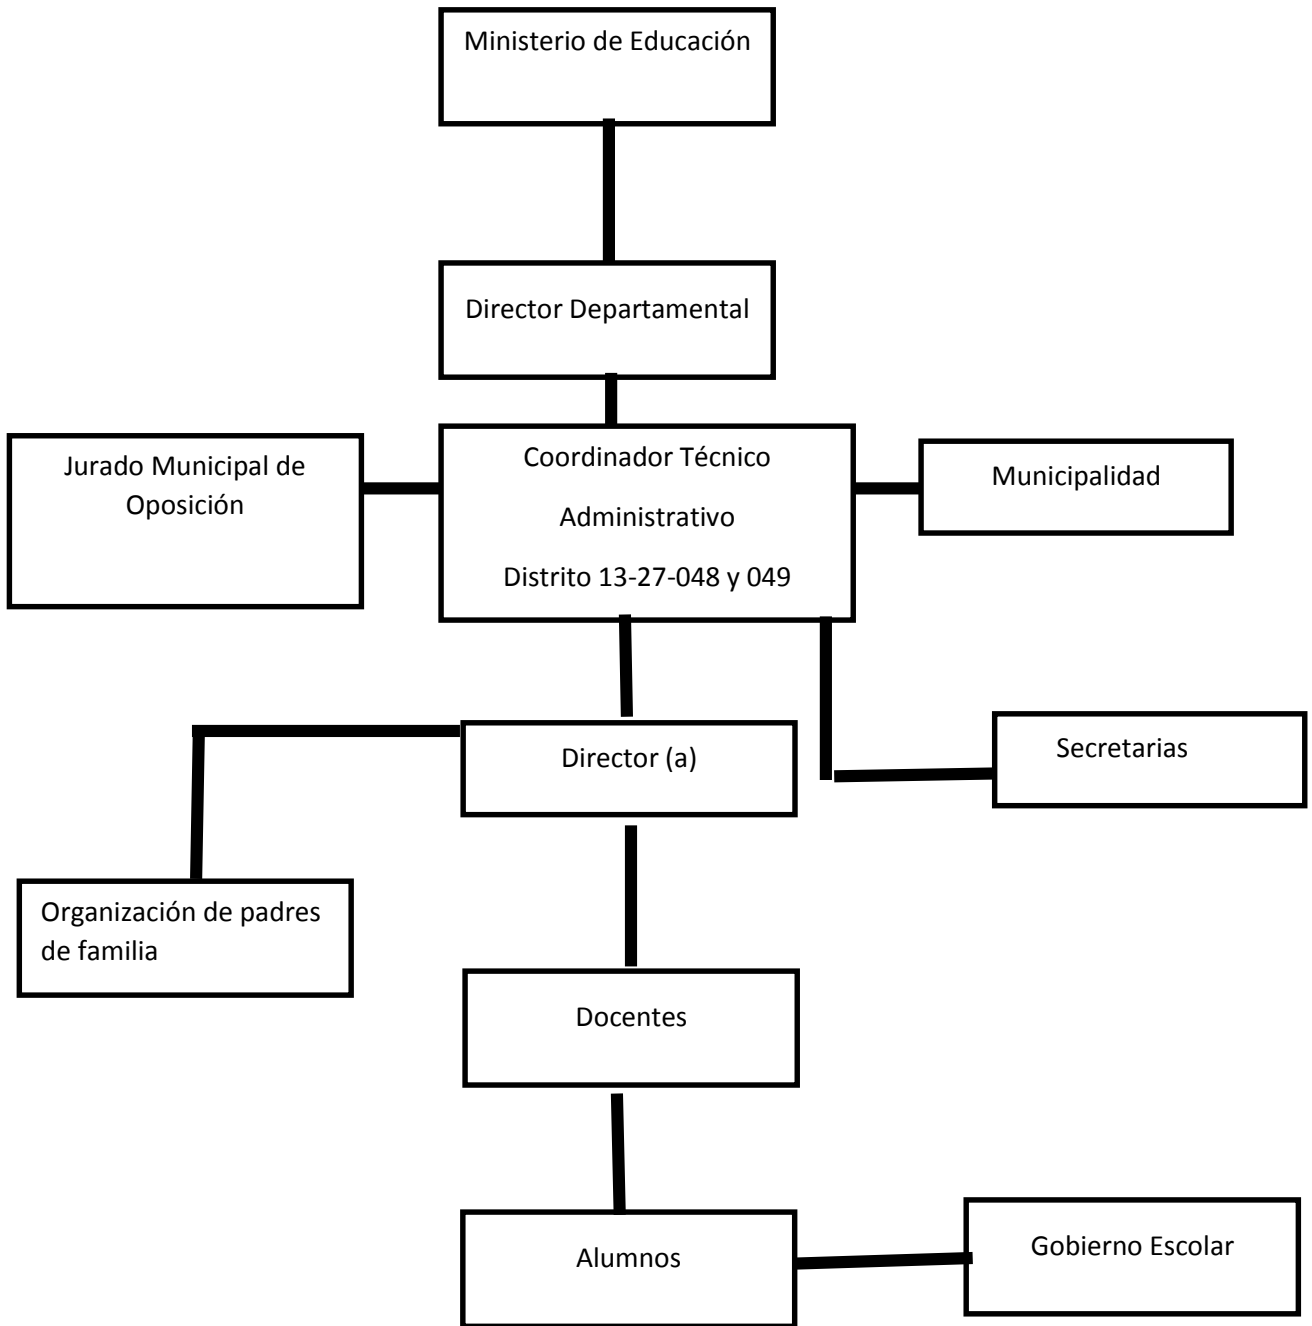 Ministerio de Educación
Director Departamental
Jurado Municipal de
Oposición
Coordinador Técnico
Administrativo
Distrito 13-27-048 y 049
Municipalidad
Director (a)
Secretarias
Organización de padres
de familia
Docentes
Alumnos
Gobierno Escolar